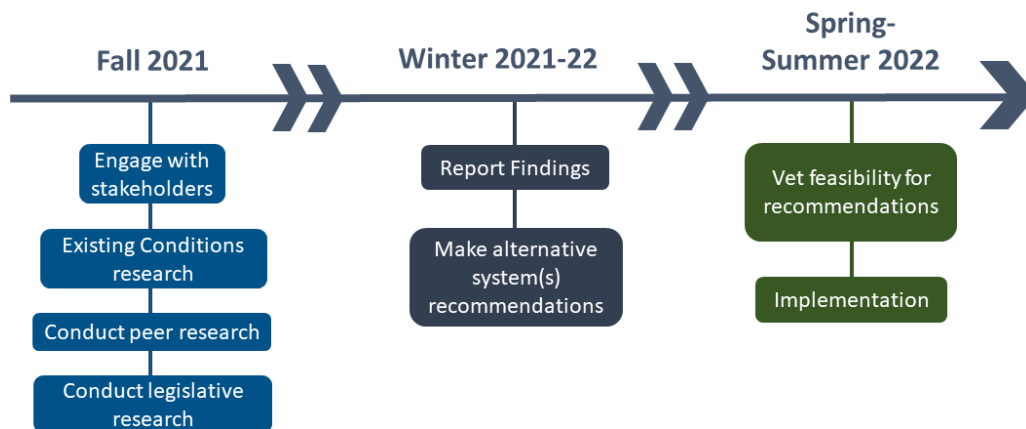 Fall 2021
Winter 2021-22
Spring-
Summer 2022
Engage with
stakeholders
Existing Conditions
research
Conduct peer research
Conduct legislative
research
Report Findings
Make alternative
system(s)
recommendations
Vet feasibility for
recommendations
Implementation